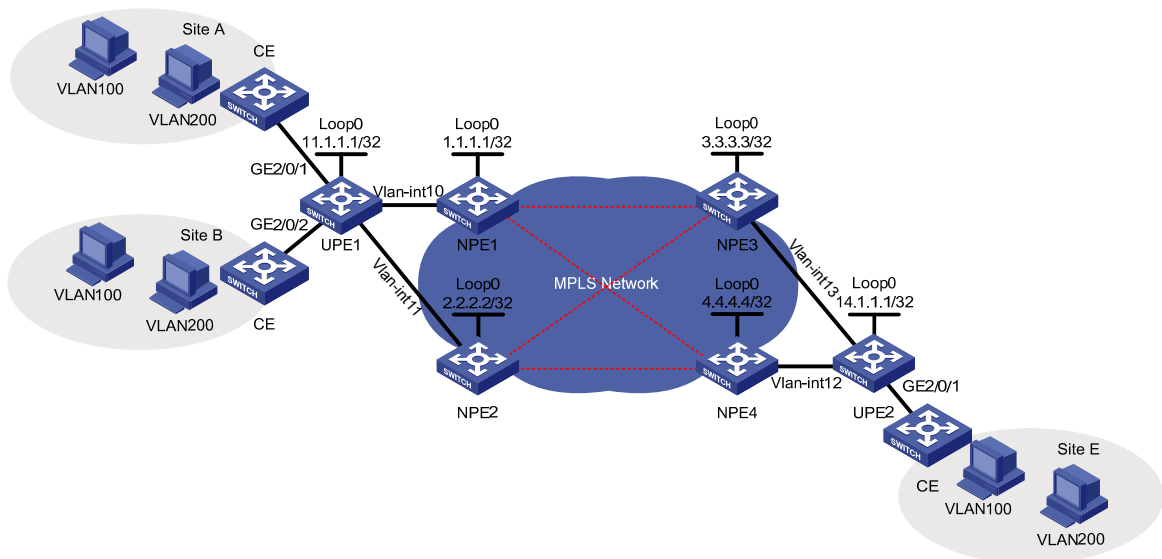 Site A
CE
VLAN100
VLAN200
SWITCH
GE2/0/1
Loop0
11.1.1.1/32
Loop0
1.1.1.1/32
Loop0
3.3.3.3/32
Vlan-int10
SWITCH
UPE1
SWITCH
NPE1
SWITCH
NPE3
GE2/0/2
Site B
VLAN100
VLAN200
SWITCH
CE
Vlan-int11
Loop0
2.2.2.2/32
MPLS Network
Loop0
4.4.4.4/32
Vlan-int13
Loop0
14.1.1.1/32
SWITCH
NPE2
SWITCH
NPE4
Vlan-int12
SWITCH
UPE2
GE2/0/1
SWITCH
CE
Site E
VLAN100
VLAN200